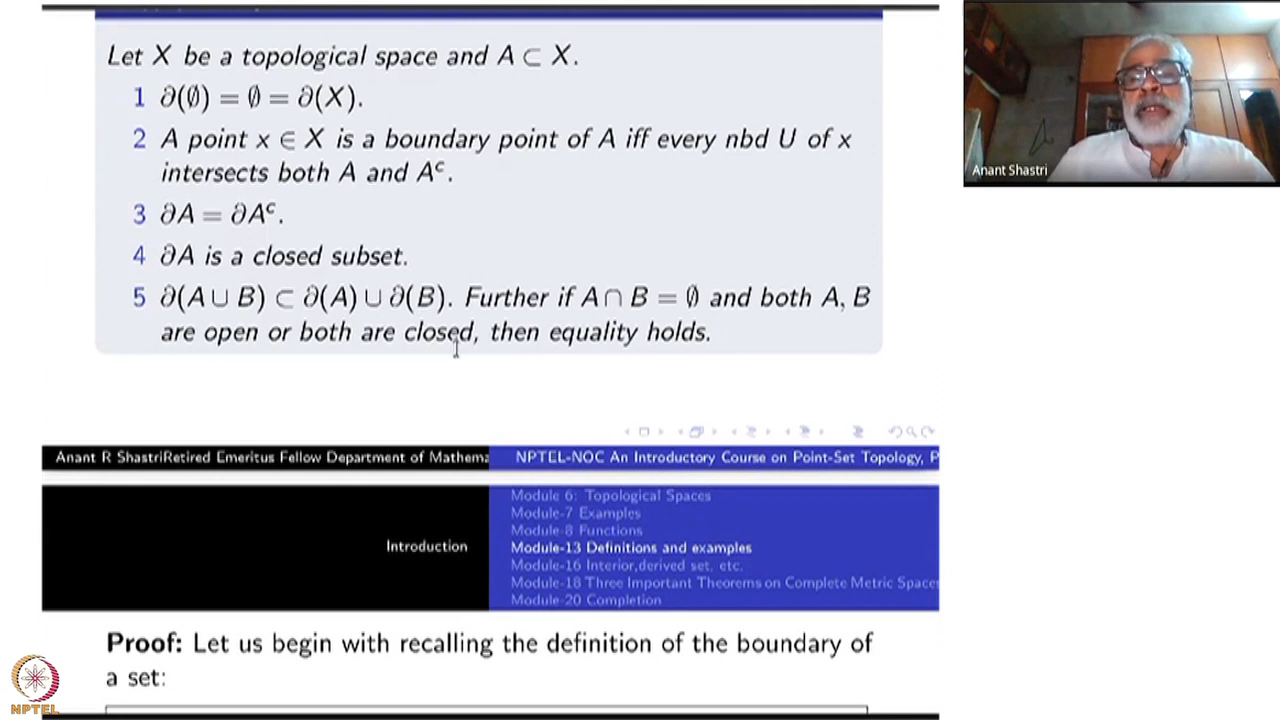 Let X be a topological space and A ⊂ X.
1 ∂(∅) = ∅ = ∂(X).
2 A point x ∈ X is a boundary point of A iff every nbd U of x
intersects both A and Aᶜ.
3 ∂A = ∂Aᶜ.
4 ∂A is a closed subset.
5 ∂(A ∪ B) ⊂ ∂(A) ∪ ∂(B). Further if A ∩ B = ∅ and both A, B
are open or both are closed, then equality holds.
Anant Shastri
Anant R ShastriRetired Emeritus Fellow Department of Mathema
NPTEL-NOC An Introductory Course on Point-Set Topology, P
Introduction
Module 6: Topological Spaces
Module-7 Examples
Module-8 Functions
Module-13 Definitions and examples
Module-16 Interior,derived set, etc.
Module-18 Three Important Theorems on Complete Metric Spaces
Module-20 Completion
Proof: Let us begin with recalling the definition of the boundary of
a set:
NPTEL